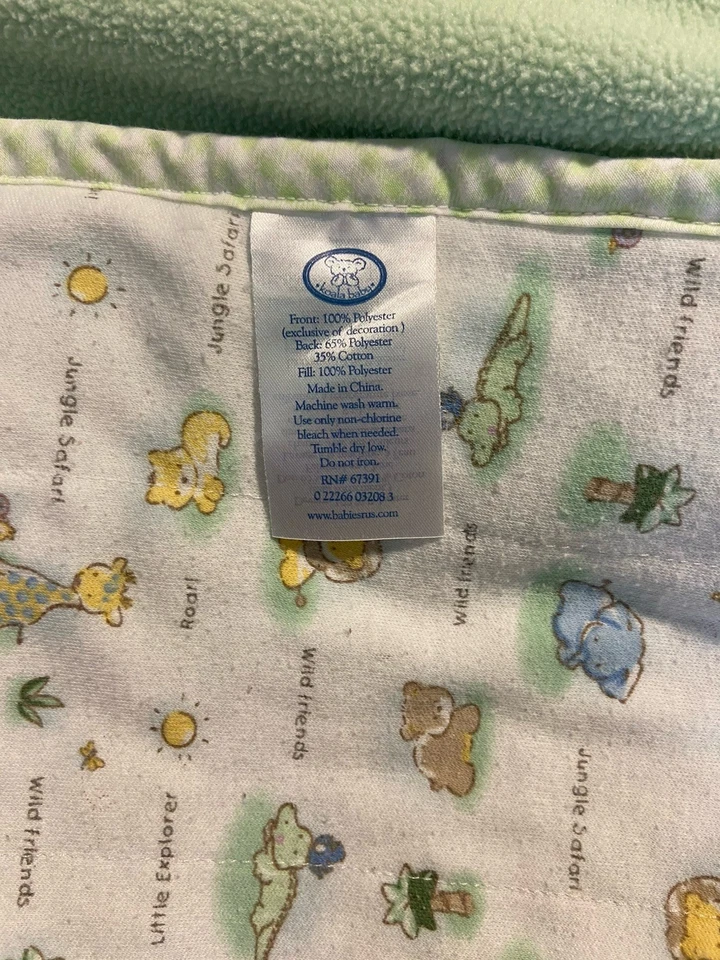 Jungle Safari
Wild friends
Jungle Safari
koala baby
Front: 100% Polyester
(exclusive of decoration)
Back: 65% Polyester
35% Cotton
Fill: 100% Polyester
Made in China.
Machine wash warm.
Use only non-chlorine
bleach when needed.
Tumble dry low.
Do not iron.
RN# 67391
0 22266 03208 3
www.babiesrus.com
Wild friends
Roar!
Wild friends
Jungle Safari
Wild friends
Little Explorer